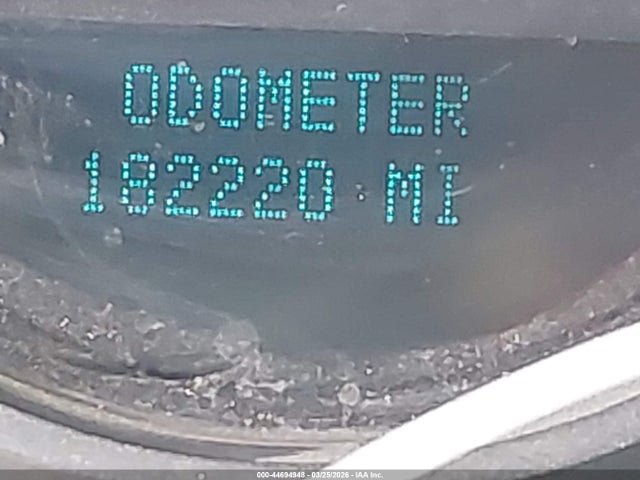 ODOMETER
182220 MI
000-44694948 - 03/25/2026 - IAA Inc.